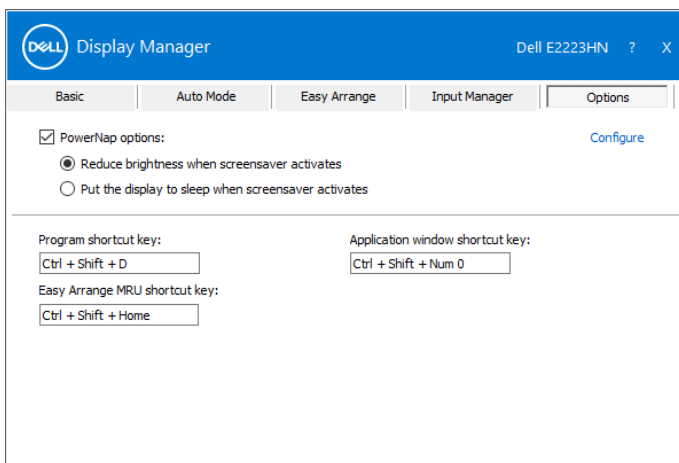 DELL Display Manager Dell E2223HN ? X
Basic Auto Mode Easy Arrange Input Manager Options
PowerNap options: Configure
Reduce brightness when screensaver activates
Put the display to sleep when screensaver activates
Program shortcut key: Application window shortcut key:
Ctrl + Shift + D Ctrl + Shift + Num 0
Easy Arrange MRU shortcut key:
Ctrl + Shift + Home